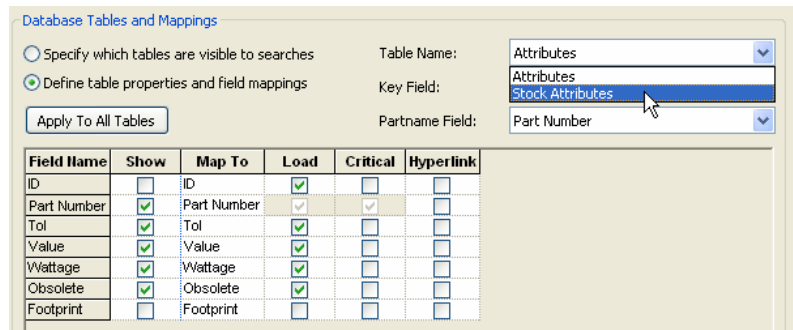 Database Tables and Mappings
Specify which tables are visible to searches
Table Name: Attributes
Define table properties and field mappings
Attributes
Key Field:
Stock Attributes
Apply To All Tables
Partname Field: Part Number
Field Name Show Map To Load Critical Hyperlink
ID ID
Part Number Part Number
Tol Tol
Value Value
Wattage Wattage
Obsolete Obsolete
Footprint Footprint